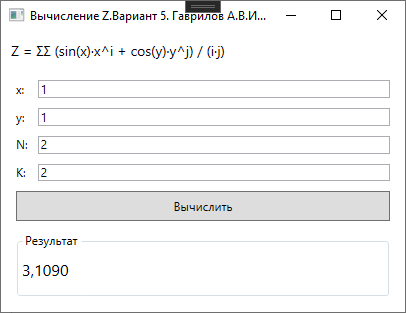 Вычисление Z.Вариант 5. Гаврилов А.В.И...
Z = ΣΣ (sin(x)·x^i + cos(y)·y^j) / (i·j)
x: 1
y: 1
N: 2
K: 2
Вычислить
Результат
3,1090